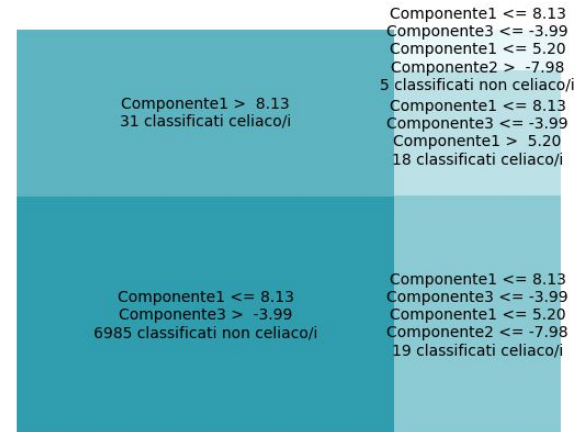 Componente1 <= 8.13
Componente3 <= -3.99
Componente1 <= 5.20
Componente2 > -7.98
5 classificati non celiaco/i
Componente1 > 8.13
31 classificati celiaco/i
Componente1 <= 8.13
Componente3 <= -3.99
Componente1 > 5.20
18 classificati celiaco/i
Componente1 <= 8.13
Componente3 > -3.99
6985 classificati non celiaco/i
Componente1 <= 8.13
Componente3 <= -3.99
Componente1 <= 5.20
Componente2 <= -7.98
19 classificati celiaco/i